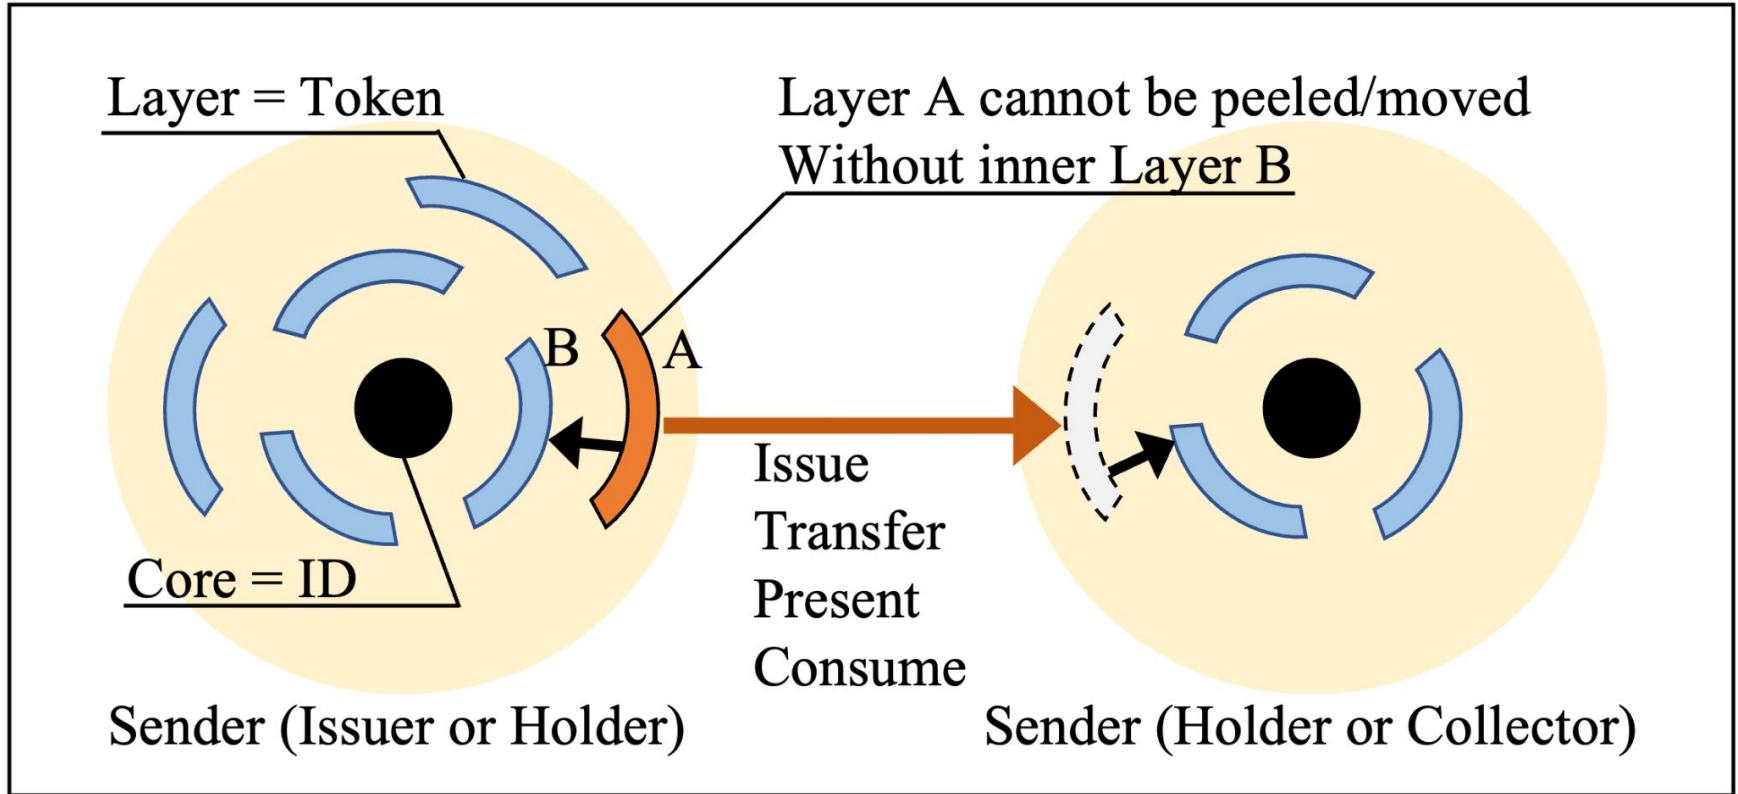 Layer = Token
Layer A cannot be peeled/moved
Without inner Layer B
B
A
Issue
Transfer
Present
Consume
Core = ID
Sender (Issuer or Holder)
Sender (Holder or Collector)